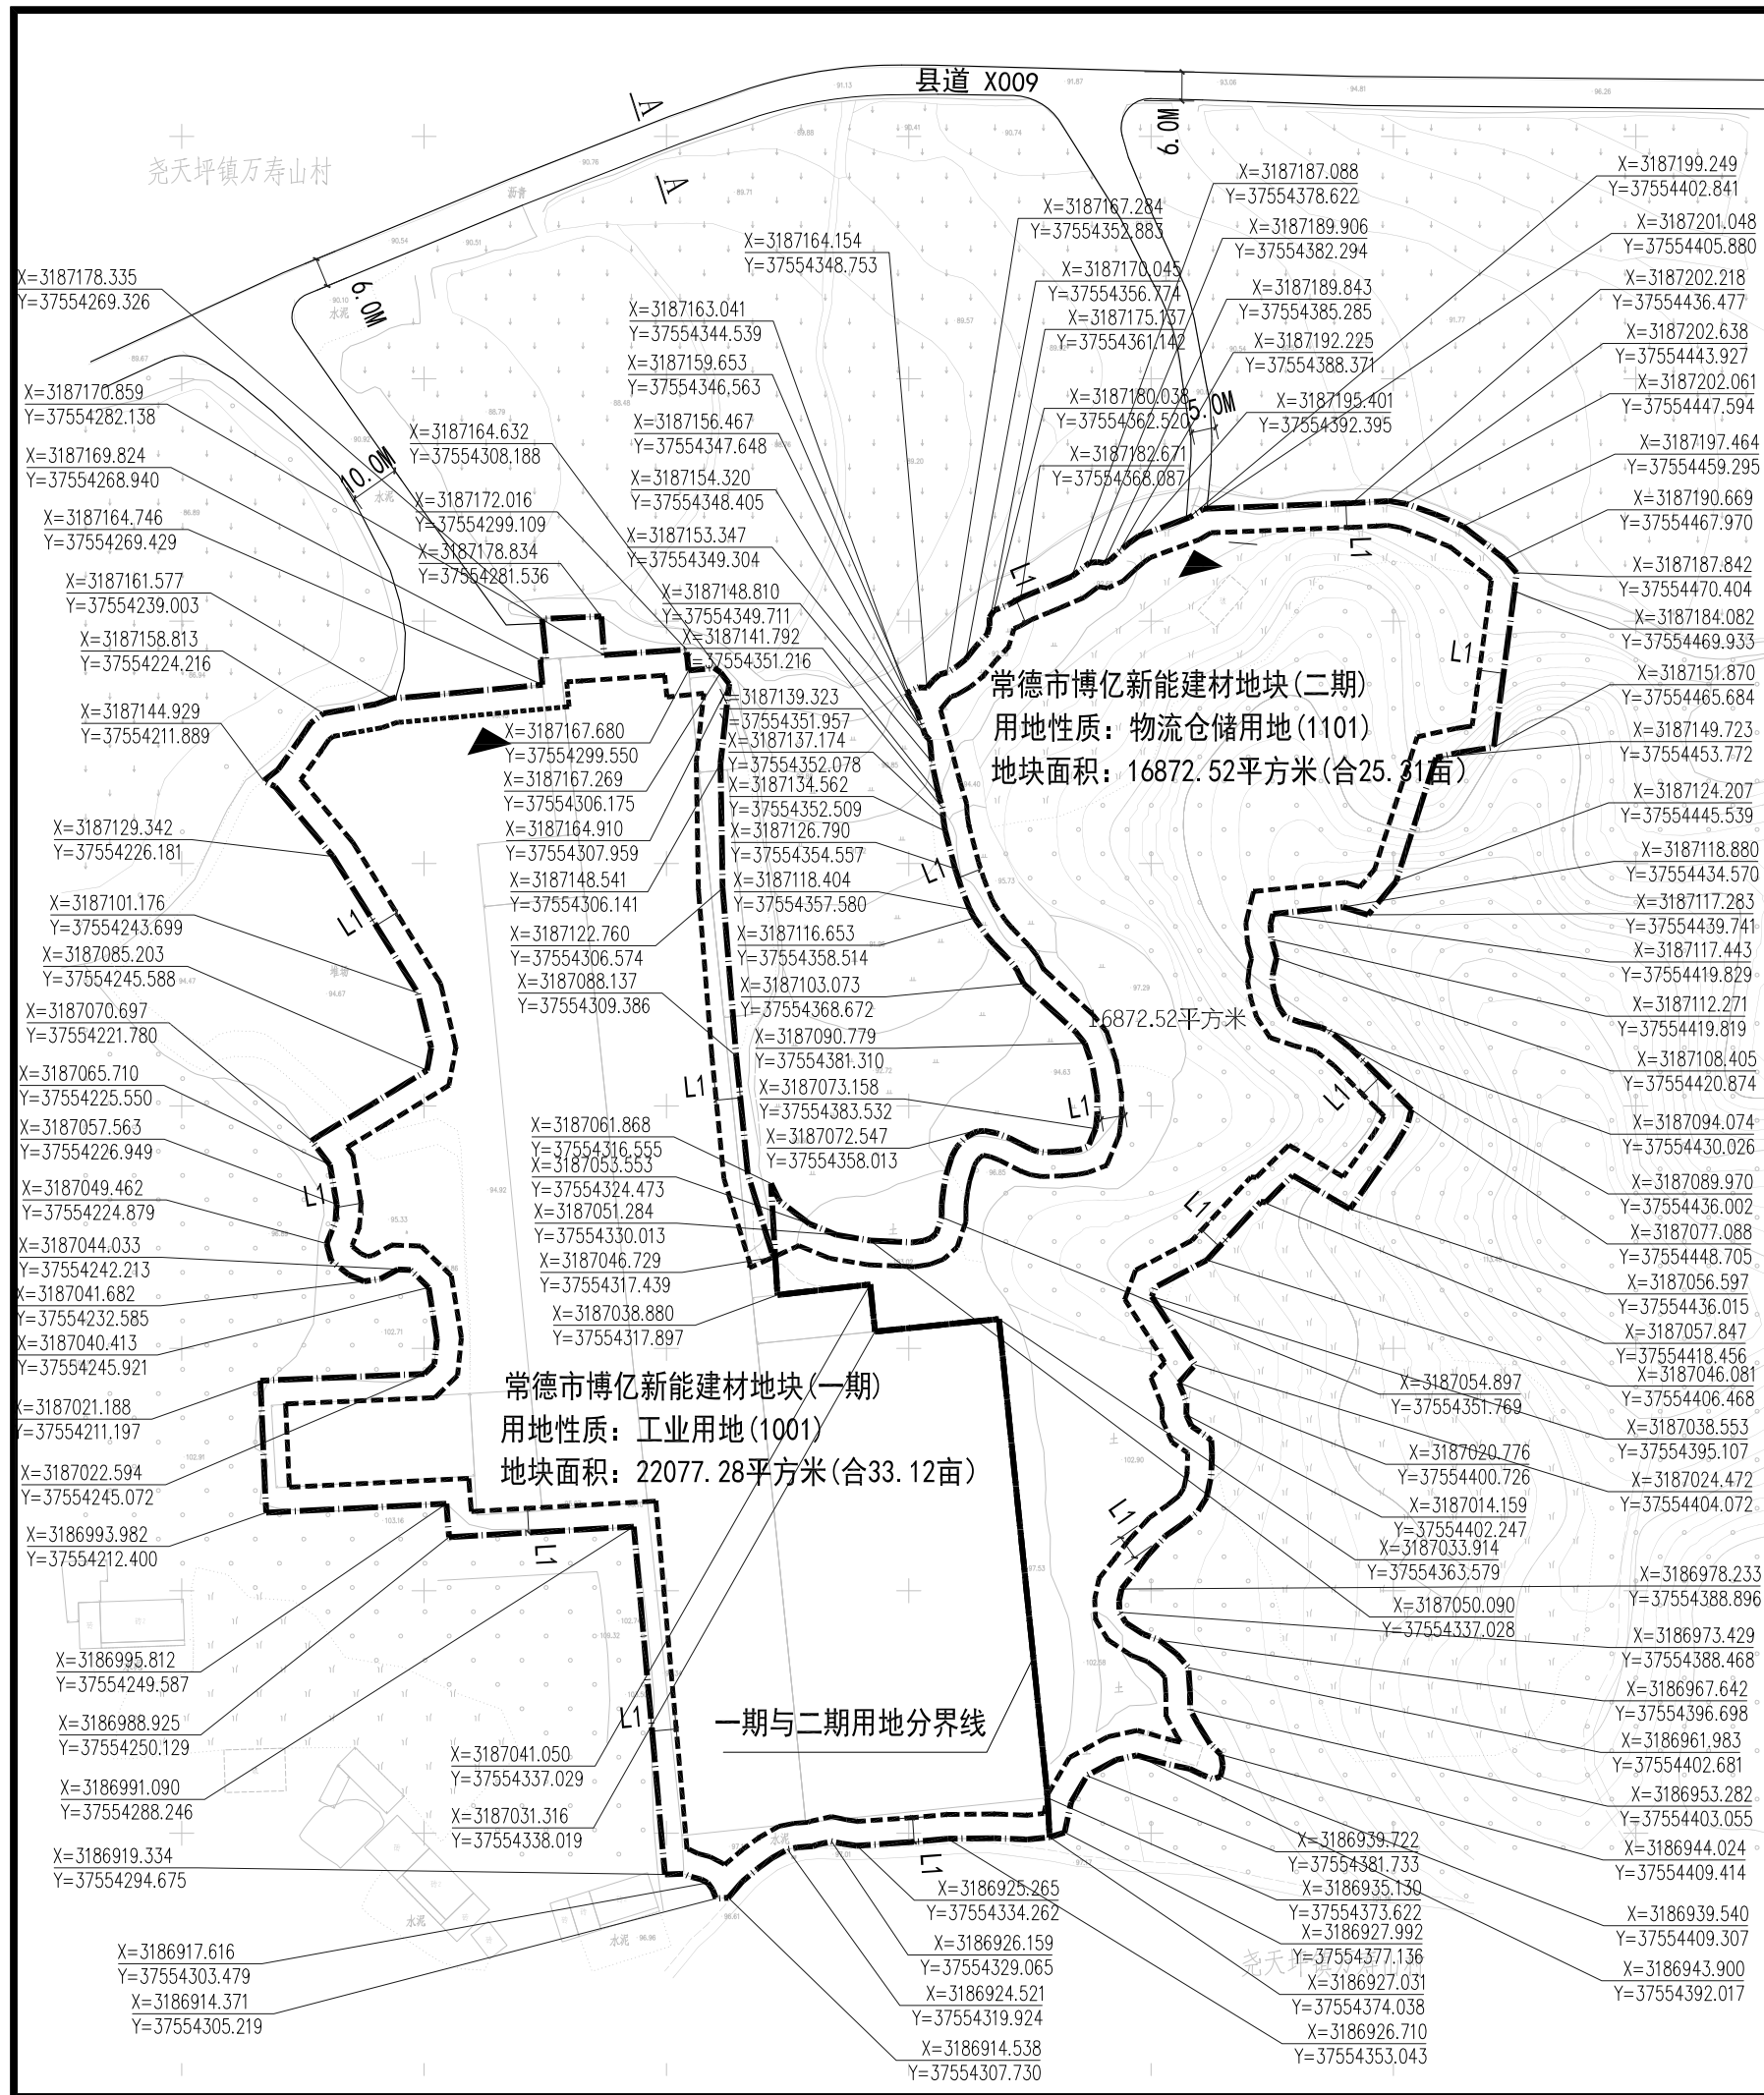 县道 X009
6.0M
A
A
尧天坪镇万寿山村
沥青
水泥
6.0M
10.0M
水泥
5.0M
X=3187178.335
Y=37554269.326
X=3187170.859
Y=37554282.138
X=3187169.824
Y=37554268.940
X=3187164.746
Y=37554269.429
X=3187161.577
Y=37554239.003
X=3187158.813
Y=37554224.216
X=3187144.929
Y=37554211.889
X=3187129.342
Y=37554226.181
X=3187101.176
Y=37554243.699
X=3187085.203
Y=37554245.588
X=3187070.697
Y=37554221.780
X=3187065.710
Y=37554225.550
X=3187057.563
Y=37554226.949
X=3187049.462
Y=37554224.879
X=3187044.033
Y=37554242.213
X=3187041.682
Y=37554232.585
X=3187040.413
Y=37554245.921
X=3187021.188
Y=37554211.197
X=3187022.594
Y=37554245.072
X=3186993.982
Y=37554212.400
X=3186995.812
Y=37554249.587
X=3186988.925
Y=37554250.129
X=3186991.090
Y=37554288.246
X=3186919.334
Y=37554294.675
X=3186917.616
Y=37554303.479
X=3186914.371
Y=37554305.219
X=3187164.632
Y=37554308.188
X=3187172.016
Y=37554299.109
X=3187178.834
Y=37554281.536
X=3187167.680
Y=37554299.550
X=3187167.269
Y=37554306.175
X=3187164.910
Y=37554307.959
X=3187148.541
Y=37554306.141
X=3187122.760
Y=37554306.574
X=3187088.137
Y=37554309.386
X=3187061.868
Y=37554316.555
X=3187053.553
Y=37554324.473
X=3187051.284
Y=37554330.013
X=3187046.729
Y=37554317.439
X=3187038.880
Y=37554317.897
X=3187164.154
Y=37554348.753
X=3187163.041
Y=37554344.539
X=3187159.653
Y=37554346.563
X=3187156.467
Y=37554347.648
X=3187154.320
Y=37554348.405
X=3187153.347
Y=37554349.304
X=3187148.810
Y=37554349.711
X=3187141.792
Y=37554351.216
X=3187139.323
Y=37554351.957
X=3187137.174
Y=37554352.078
X=3187134.562
Y=37554352.509
X=3187126.790
Y=37554354.557
X=3187118.404
Y=37554357.580
X=3187116.653
Y=37554358.514
X=3187103.073
Y=37554368.672
X=3187090.779
Y=37554381.310
X=3187073.158
Y=37554383.532
X=3187072.547
Y=37554358.013
X=3187167.284
Y=37554352.883
X=3187170.045
Y=37554356.774
X=3187175.137
Y=37554361.142
X=3187180.038
Y=37554362.520
X=3187182.671
Y=37554368.087
X=3187187.088
Y=37554378.622
X=3187189.906
Y=37554382.294
X=3187189.843
Y=37554385.285
X=3187192.225
Y=37554388.371
X=3187195.401
Y=37554392.395
X=3187199.249
Y=37554402.841
X=3187201.048
Y=37554405.880
X=3187202.218
Y=37554436.477
X=3187202.638
Y=37554443.927
X=3187202.061
Y=37554447.594
X=3187197.464
Y=37554459.295
X=3187190.669
Y=37554467.970
X=3187187.842
Y=37554470.404
X=3187184.082
Y=37554469.933
X=3187151.870
Y=37554465.684
X=3187149.723
Y=37554453.772
X=3187124.207
Y=37554445.539
X=3187118.880
Y=37554434.570
X=3187117.283
Y=37554439.741
X=3187117.443
Y=37554419.829
X=3187112.271
Y=37554419.819
X=3187108.405
Y=37554420.874
X=3187094.074
Y=37554430.026
X=3187089.970
Y=37554436.002
X=3187077.088
Y=37554448.705
X=3187056.597
Y=37554436.015
X=3187057.847
Y=37554418.456
X=3187046.081
Y=37554406.468
X=3187038.553
Y=37554395.107
X=3187024.472
Y=37554404.072
X=3187054.897
Y=37554351.769
X=3187020.776
Y=37554400.726
X=3187014.159
Y=37554402.247
X=3187033.914
Y=37554363.579
X=3187050.090
Y=37554337.028
X=3186978.233
Y=37554388.896
X=3186973.429
Y=37554388.468
X=3186967.642
Y=37554396.698
X=3186961.983
Y=37554402.681
X=3186953.282
Y=37554403.055
X=3186944.024
Y=37554409.414
X=3186939.540
Y=37554409.307
X=3186943.900
Y=37554392.017
常德市博亿新能建材地块(二期)
用地性质：物流仓储用地(1101)
地块面积：16872.52平方米(合25.31亩)
16872.52平方米
常德市博亿新能建材地块(一期)
用地性质：工业用地(1001)
地块面积：22077.28平方米(合33.12亩)
一期与二期用地分界线
X=3187041.050
Y=37554337.029
X=3187031.316
Y=37554338.019
X=3186925.265
Y=37554334.262
X=3186926.159
Y=37554329.065
X=3186924.521
Y=37554319.924
X=3186914.538
Y=37554307.730
X=3186939.722
Y=37554381.733
X=3186935.130
Y=37554373.622
X=3186927.992
Y=37554377.136
X=3186927.031
Y=37554374.038
X=3186926.710
Y=37554353.043
L1
L1
L1
L1
L1
L1
L1
L1
L1
L1
L1
L1
L1
L1
水泥
水泥
水泥
土
土
土